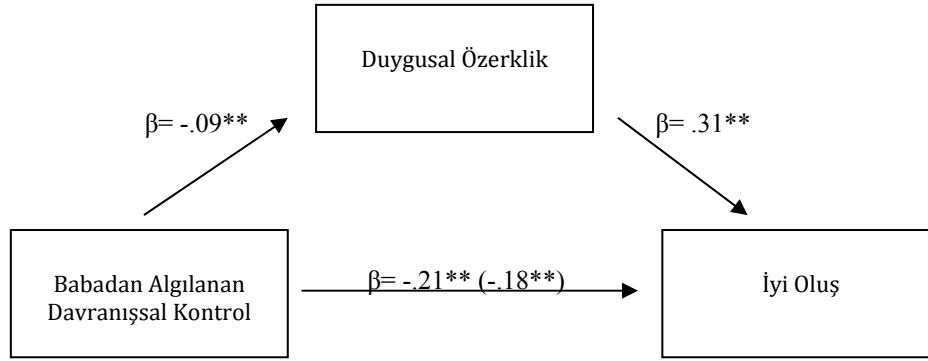 Duygusal Özerklik
β= -.09**
β= .31**
Babadan Algılanan
Davranışsal Kontrol
β= -.21** (-.18**)
İyi Oluş